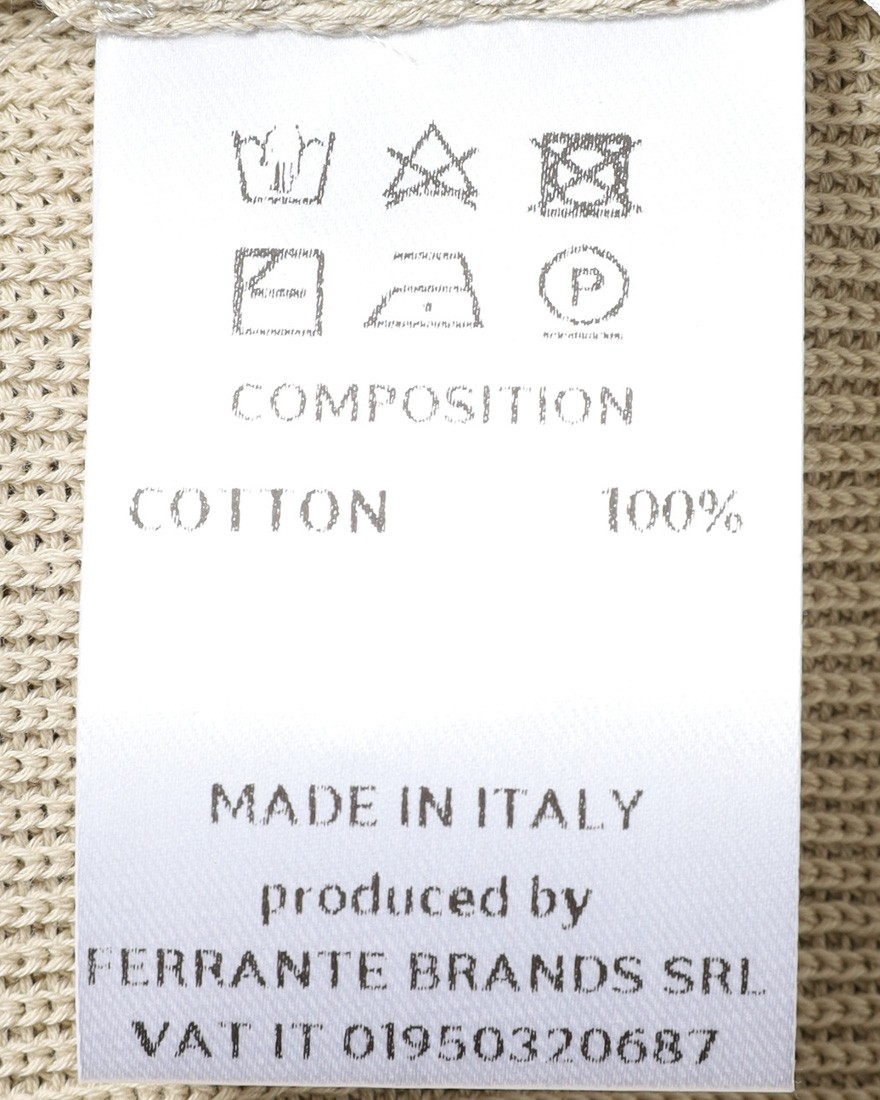 P
COMPOSITION
COTTON 100%
MADE IN ITALY
produced by
FERRANTE BRANDS SRL
VAT IT 01950320687